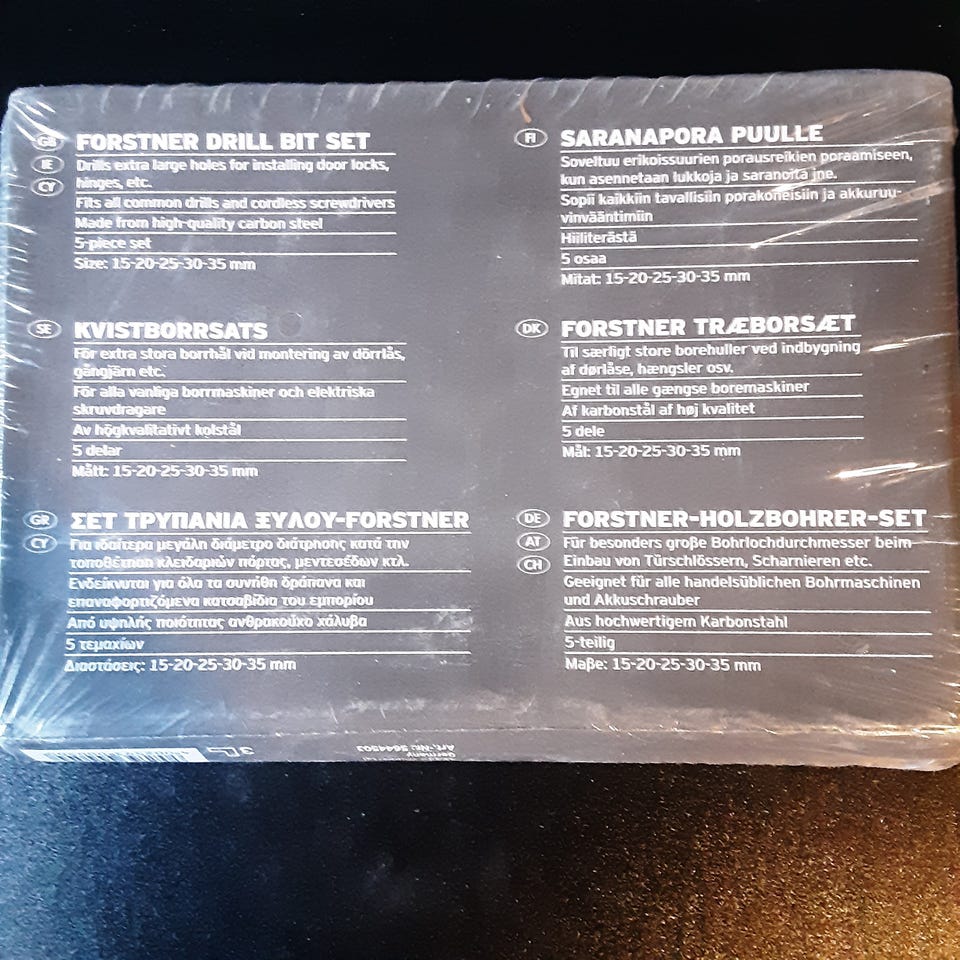 GB
IE
CY
FORSTNER DRILL BIT SET
Drills extra large holes for installing door locks,
hinges, etc.
Fits all common drills and cordless screwdrivers
Made from high-quality carbon steel
5-piece set
Size: 15-20-25-30-35 mm
FI
SARANAPORA PUULLE
Soveltuu erikoissuurien porausreikien poraamiseen,
kun asennetaan lukkoja ja saranoita jne.
Sopii kaikkiin tavallisiin porakoneisiin ja akkuruu-
vinvääntimiin
Hiiliterästä
5 osaa
Mitat: 15-20-25-30-35 mm
SE
KVISTBORRSATS
För extra stora borrhål vid montering av dörrlås,
gångjärn etc.
För alla vanliga borrmaskiner och elektriska
skruvdragare
Av högkvalitativt kolstål
5 delar
Mått: 15-20-25-30-35 mm
DK
FORSTNER TRÆBORSÆT
Til særligt store borehuller ved indbygning
af dørlåse, hængsler osv.
Egnet til alle gængse boremaskiner
Af karbonstål af høj kvalitet
5 dele
Mål: 15-20-25-30-35 mm
GR
CY
ΣΕΤ ΤΡΥΠΑΝΙΑ ΞΥΛΟΥ-FORSTNER
Για ιδιαίτερα μεγάλη διάμετρο διάτρησης κατά την
τοποθέτηση κλειδαριών πόρτας, μεντεσέδων κτλ.
Ενδείκνυται για όλα τα συνήθη δράπανα και
επαναφορτιζόμενα κατσαβίδια του εμπορίου
Από υψηλής ποιότητας ανθρακούχο χάλυβα
5 τεμαχίων
Διαστάσεις: 15-20-25-30-35 mm
DE
AT
CH
FORSTNER-HOLZBOHRER-SET
Für besonders große Bohrlochdurchmesser beim
Einbau von Türschlössern, Scharnieren etc.
Geeignet für alle handelsüblichen Bohrmaschinen
und Akkuschrauber
Aus hochwertigem Karbonstahl
5-teilig
Maße: 15-20-25-30-35 mm
3
Germany
Art.-Nr.: 5644503